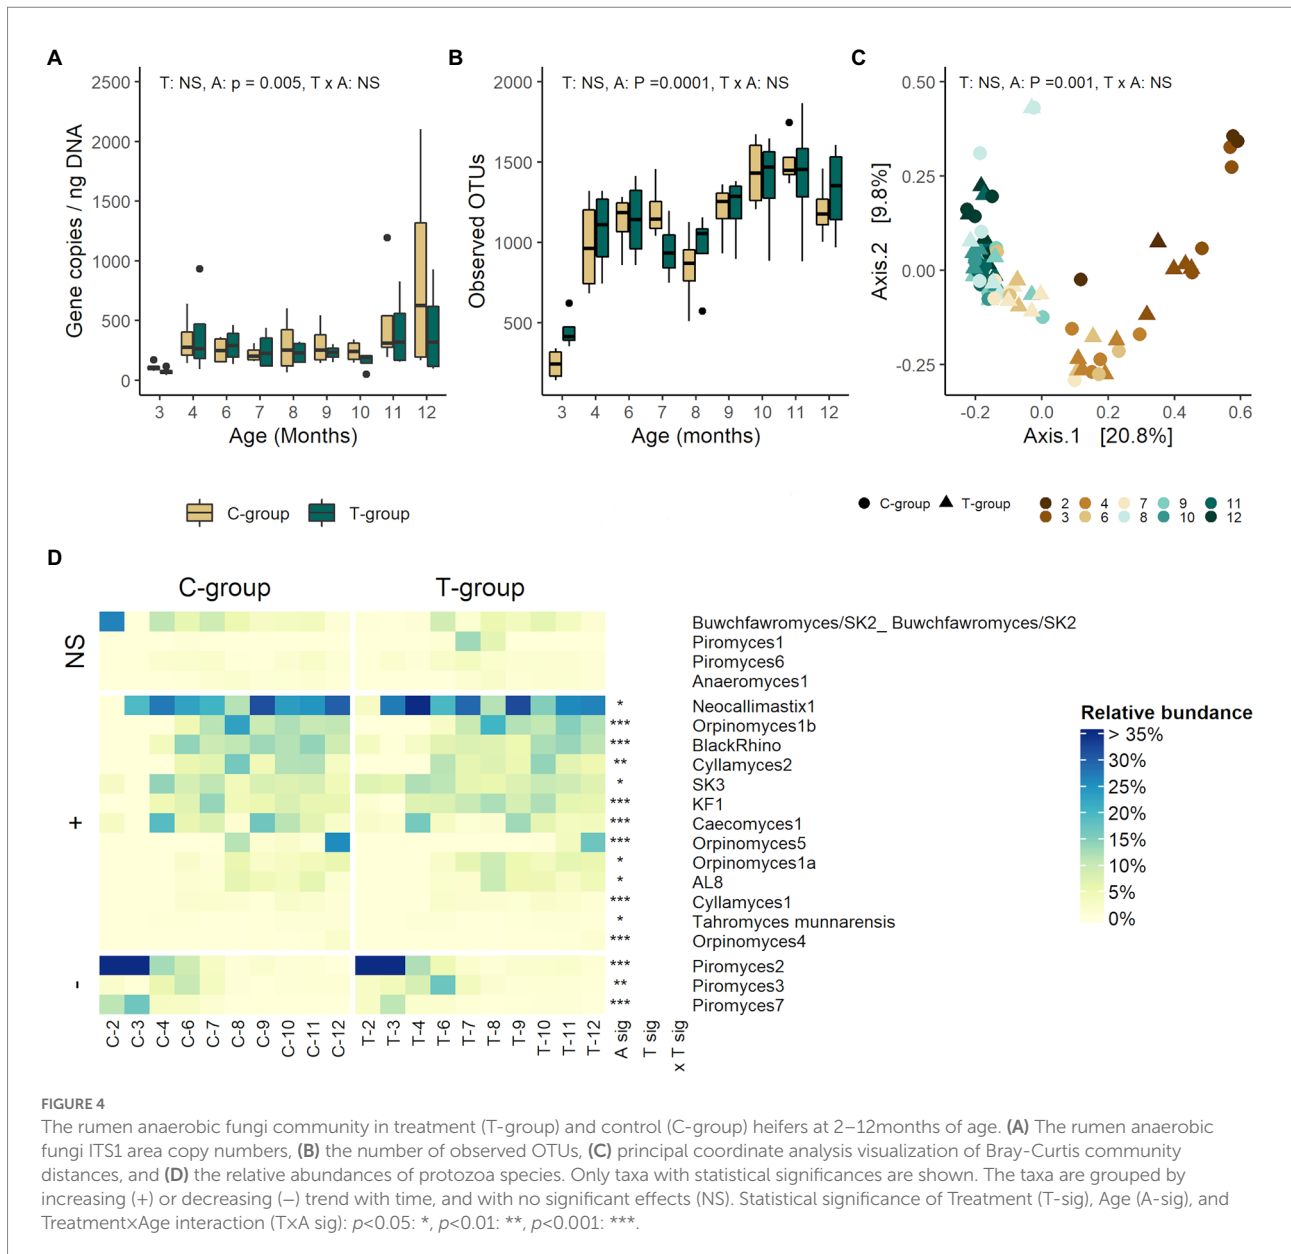 A
T: NS, A: p = 0.005, T x A: NS
Gene copies / ng DNA
2500
2000
1500
1000
500
0
3 4 6 7 8 9 10 11 12
Age (Months)
B
T: NS, A: P =0.0001, T x A: NS
Observed OTUs
2000
1500
1000
500
3 4 6 7 8 9 10 11 12
Age (months)
C
T: NS, A: P =0.001, T x A: NS
Axis.2 [9.8%]
0.50
0.25
0.00
-0.25
-0.2 0.0 0.2 0.4 0.6
Axis.1 [20.8%]
C-group T-group
C-group T-group
2 4 7 9 11
3 6 8 10 12
D
C-group T-group
NS
Buwchfawromyces/SK2_ Buwchfawromyces/SK2
Piromyces1
Piromyces6
Anaeromyces1
+
* Neocallimastix1
*** Orpinomyces1b
*** BlackRhino
** Cyllamyces2
* SK3
*** KF1
*** Caecomyces1
*** Orpinomyces5
* Orpinomyces1a
* AL8
*** Cyllamyces1
* Tahromyces munnarensis
*** Orpinomyces4
-
*** Piromyces2
** Piromyces3
*** Piromyces7
C-2 C-3 C-4 C-6 C-7 C-8 C-9 C-10 C-11 C-12 T-2 T-3 T-4 T-6 T-7 T-8 T-9 T-10 T-11 T-12 A sig T sig x T sig
Relative bundance
> 35%
30%
25%
20%
15%
10%
5%
0%
FIGURE 4
The rumen anaerobic fungi community in treatment (T-group) and control (C-group) heifers at 2–12months of age. (A) The rumen anaerobic
fungi ITS1 area copy numbers, (B) the number of observed OTUs, (C) principal coordinate analysis visualization of Bray-Curtis community
distances, and (D) the relative abundances of protozoa species. Only taxa with statistical significances are shown. The taxa are grouped by
increasing (+) or decreasing (−) trend with time, and with no significant effects (NS). Statistical significance of Treatment (T-sig), Age (A-sig), and
Treatment×Age interaction (T×A sig): p<0.05: *, p<0.01: **, p<0.001: ***.